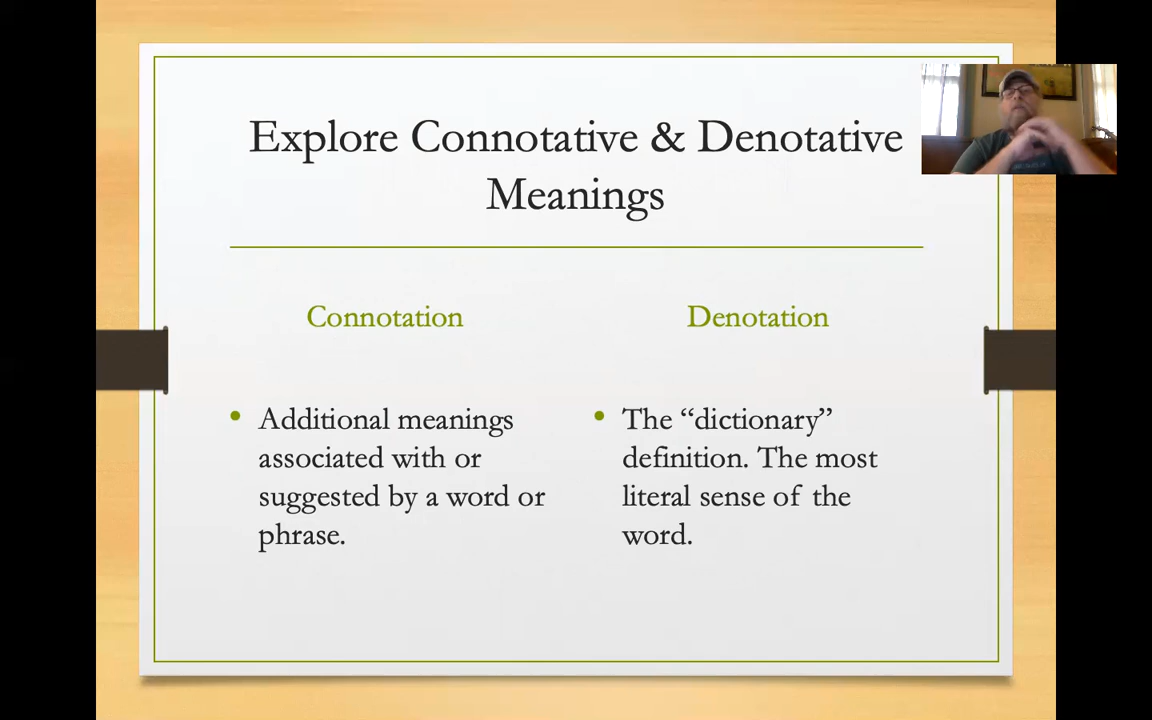 Explore Connotative & Denotative
Meanings
Connotation
Additional meanings
associated with or
suggested by a word or
phrase.
Denotation
The “dictionary”
definition. The most
literal sense of the
word.